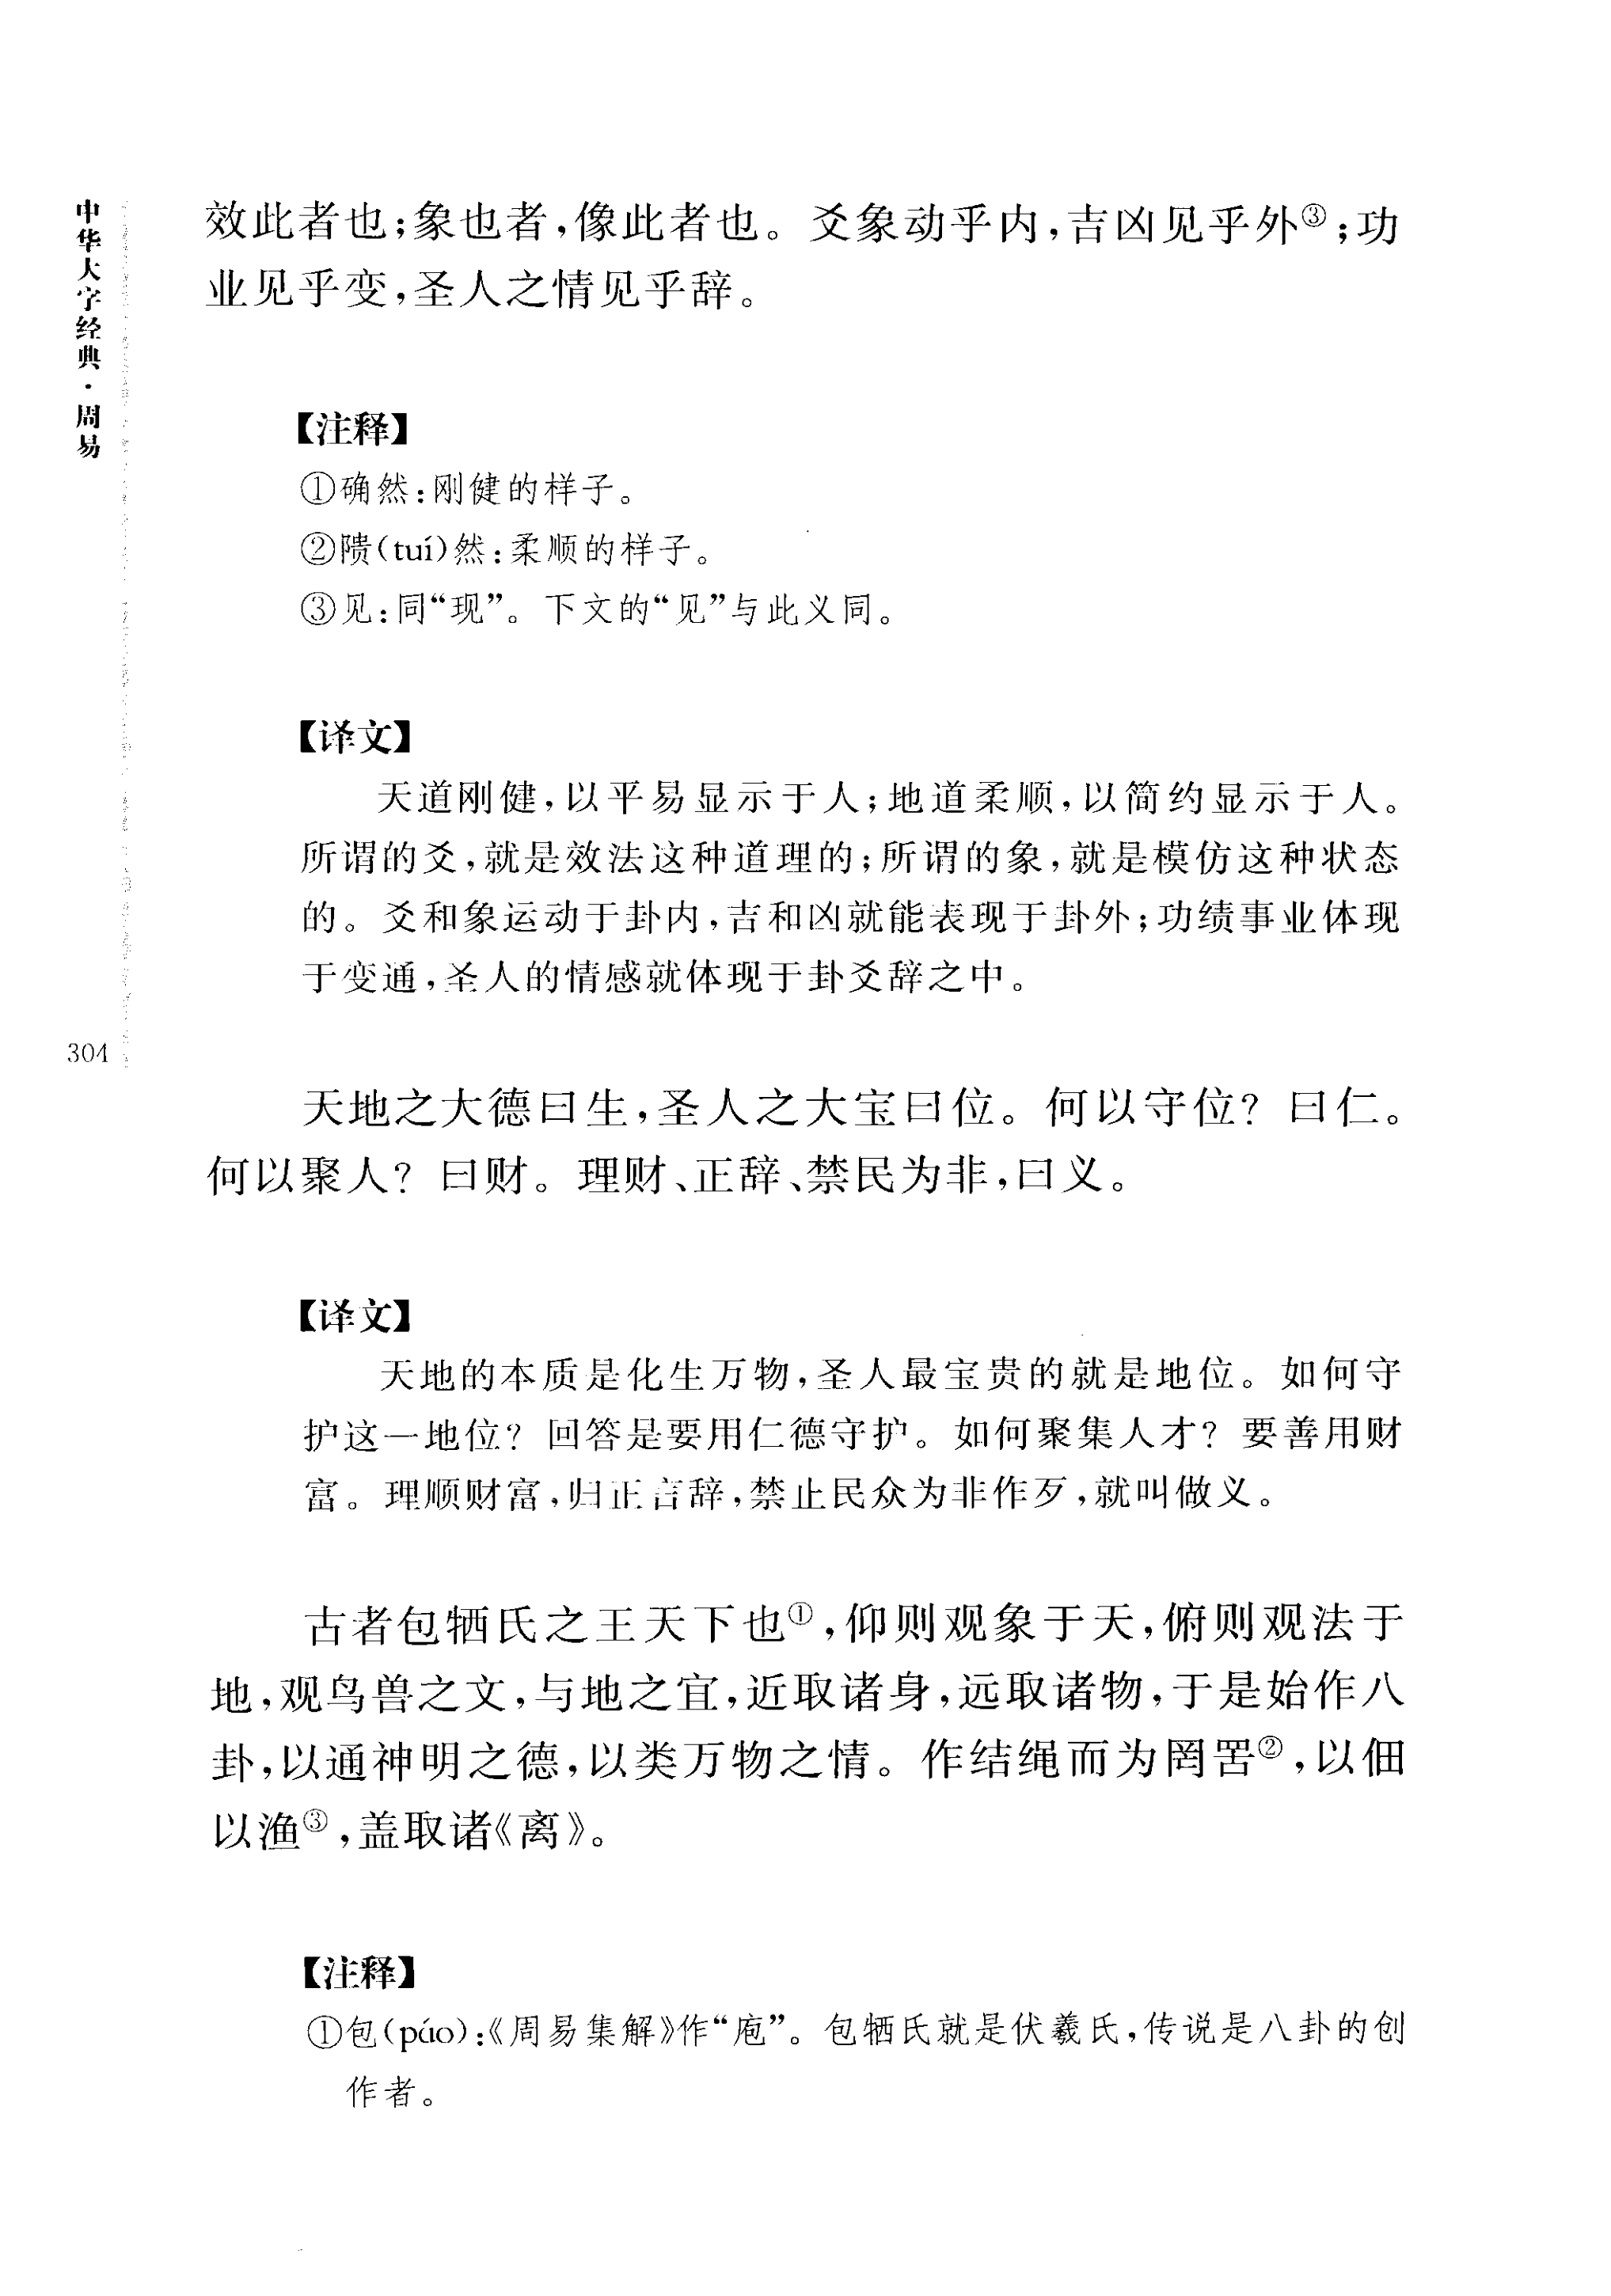 中华大字经典·周易
304
效此者也;象也者,像此者也。爻象动乎内,吉凶见乎外③;功
业见乎变,圣人之情见乎辞。
【注释】
①确然:刚健的样子。
②隤(tuí)然:柔顺的样子。
③见:同“现”。下文的“见”与此义同。
【译文】
天道刚健,以平易显示于人;地道柔顺,以简约显示于人。
所谓的爻,就是效法这种道理的;所谓的象,就是模仿这种状态
的。爻和象运动于卦内,吉和凶就能表现于卦外;功绩事业体现
于变通,圣人的情感就体现于卦爻辞之中。
天地之大德曰生,圣人之大宝曰位。何以守位?曰仁。
何以聚人?曰财。理财、正辞、禁民为非,曰义。
【译文】
天地的本质是化生万物,圣人最宝贵的就是地位。如何守
护这一地位?回答是要用仁德守护。如何聚集人才?要善用财
富。理顺财富,归正言辞,禁止民众为非作歹,就叫做义。
古者包牺氏之王天下也①,仰则观象于天,俯则观法于
地,观鸟兽之文,与地之宜,近取诸身,远取诸物,于是始作八
卦,以通神明之德,以类万物之情。作结绳而为罔罟②,以佃
以渔③,盖取诸《离》。
【注释】
①包(páo):《周易集解》作“庖”。包牺氏就是伏羲氏,传说是八卦的创
作者。